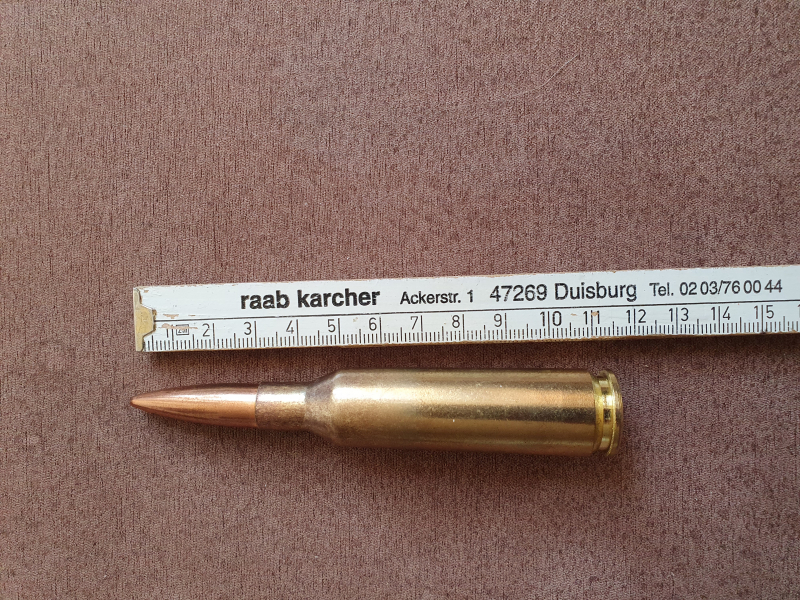 raab karcher Ackerstr. 1 47269 Duisburg Tel. 02 03/76 00 44
1 2 3 4 5 6 7 8 9 10 11 12 13 14 15